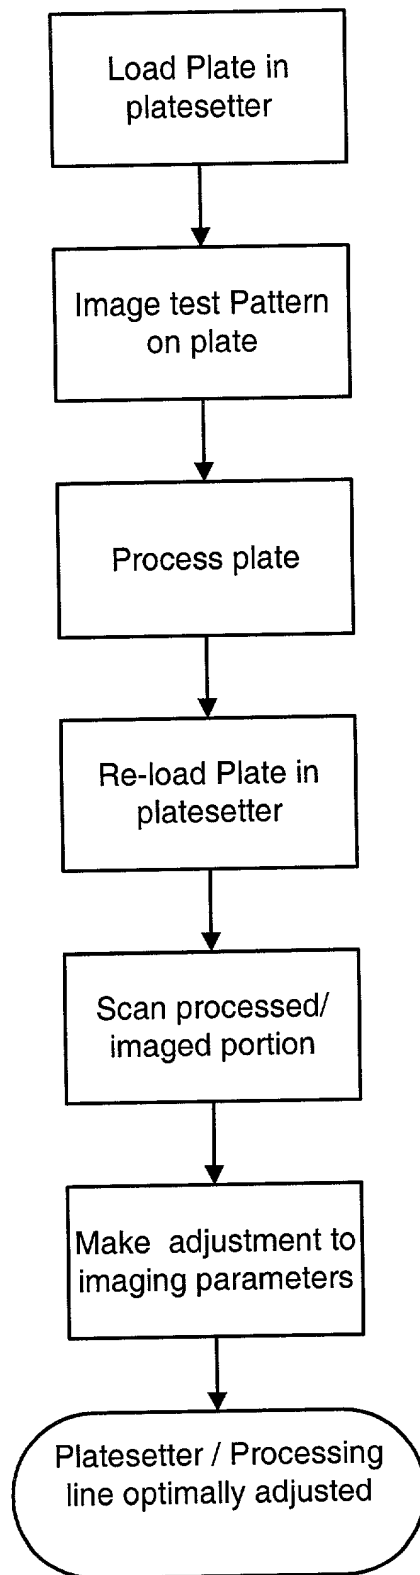 Load Plate in
platesetter
Image test Pattern
on plate
Process plate
Re-load Plate in
platesetter
Scan processed/
imaged portion
Make adjustment to
imaging parameters
Platesetter / Processing
line optimally adjusted